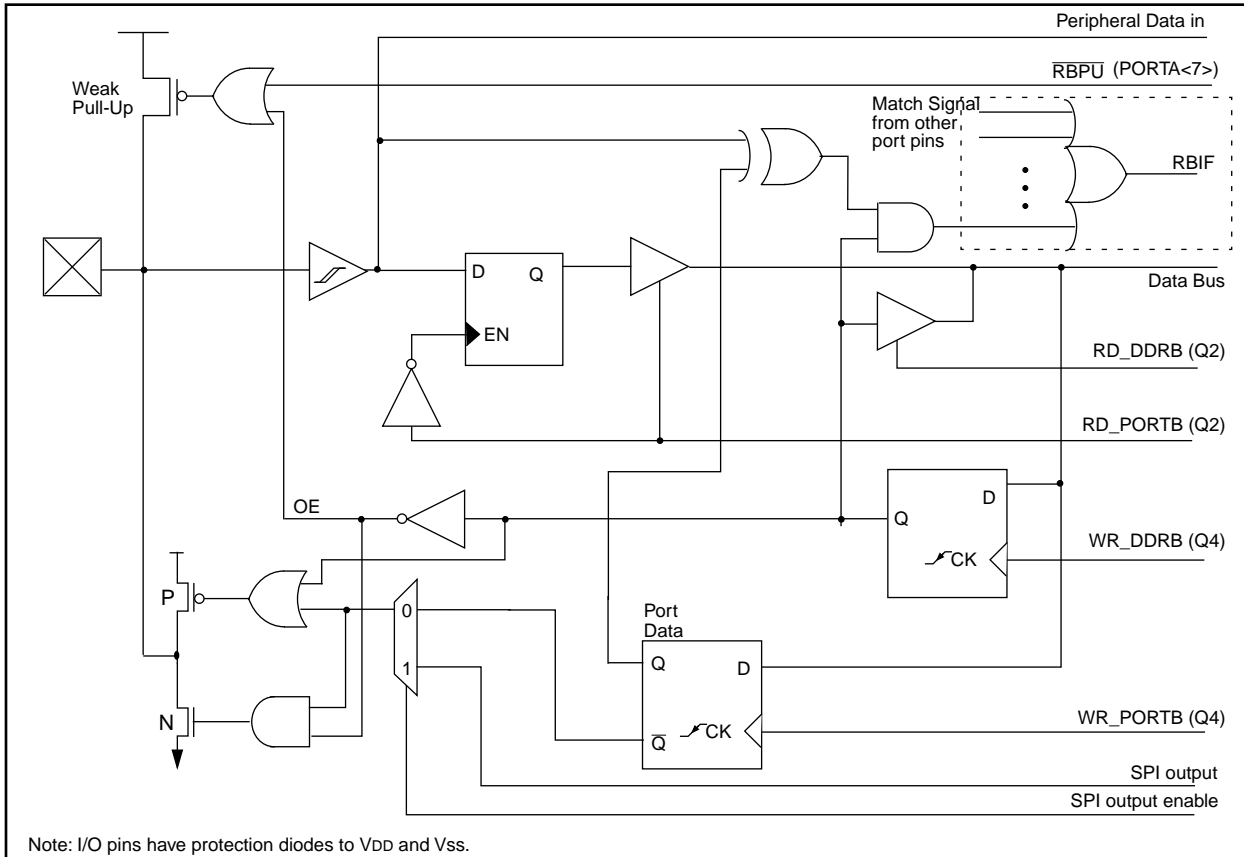 Peripheral Data in
RBPU (PORTA<7>)
Weak
Pull-Up
Match Signal
from other
port pins
RBIF
D
Q
EN
Data Bus
RD_DDRB (Q2)
RD_PORTB (Q2)
OE
D
Q
CK
WR_DDRB (Q4)
P
0
1
Port
Data
Q
D
N
CK
Q
WR_PORTB (Q4)
SPI output
SPI output enable
Note: I/O pins have protection diodes to VDD and VSS.